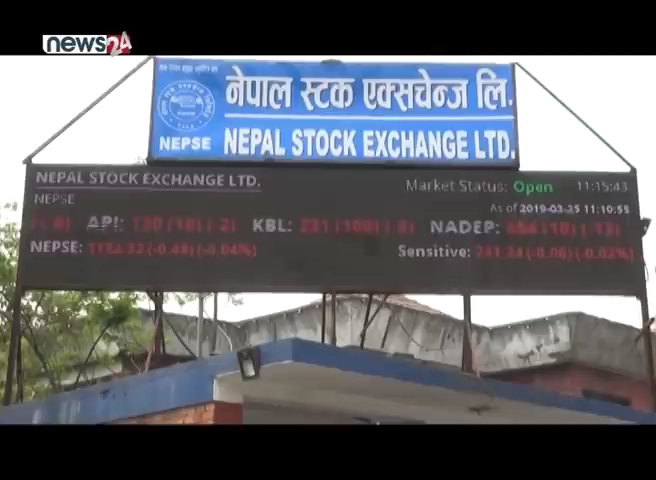 news24
नेपाल स्टक एक्सचेन्ज लि.
NEPSE NEPAL STOCK EXCHANGE LTD.
NEPAL STOCK EXCHANGE LTD. Market Status: Open 11:15:43
NEPSE As of 2019-03-25 11:10:55
API: 130 (18) (-2) KBL: 231 NADEP:
NEPSE: 1152.32 (-0.48) (-0.04%) Sensitive: 241.34 (-0.06) (-0.02%)